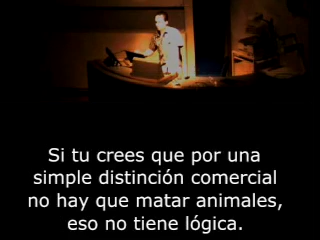 Si tu crees que por una
simple distinción comercial
no hay que matar animales,
eso no tiene lógica.